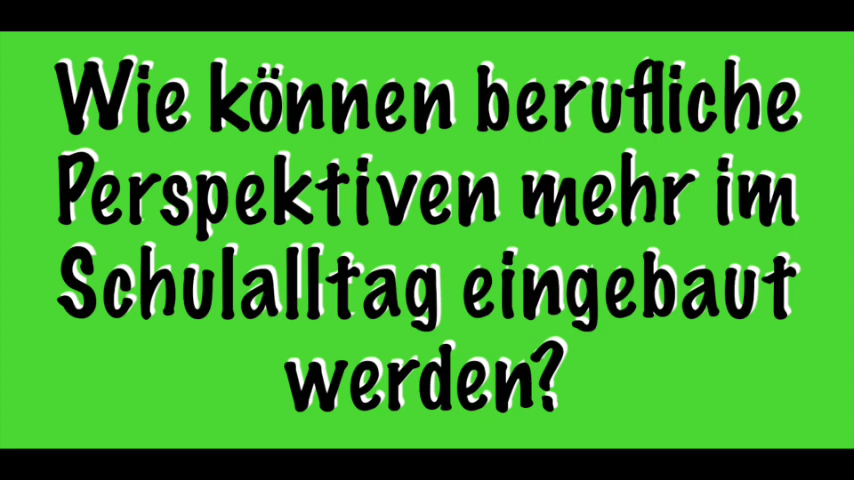 Wie können berufliche
Perspektiven mehr im
Schulalltag eingebaut
werden?